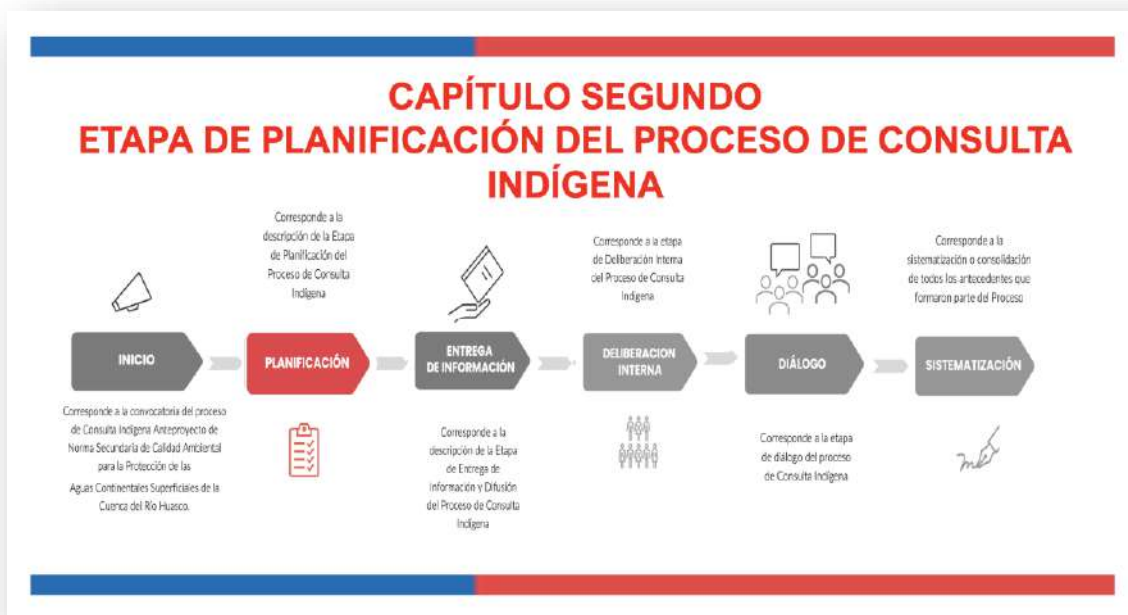 CAPÍTULO SEGUNDO
ETAPA DE PLANIFICACIÓN DEL PROCESO DE CONSULTA
INDÍGENA
INICIO
Corresponde a la convocatoria del proceso
de Consulta Indígena Anteproyecto de
Norma Secundaria de Calidad Ambiental
para la Protección de las
Aguas Continentales Superficiales de la
Cuenca del Río Huasco.
Corresponde a la
descripción de la Etapa
de Planificación del
Proceso de Consulta
Indígena
PLANIFICACIÓN
ENTREGA
DE INFORMACIÓN
Corresponde a la
descripción de la Etapa
de Entrega de
Información y Difusión
del Proceso de Consulta
Indígena
Corresponde a la etapa
de Deliberación Interna
del Proceso de Consulta
Indígena
DELIBERACION
INTERNA
DIÁLOGO
Corresponde a la etapa
de diálogo del proceso
de Consulta Indígena
Corresponde a la
sistematización o consolidación
de todos los antecedentes que
formaron parte del Proceso
SISTEMATIZACIÓN